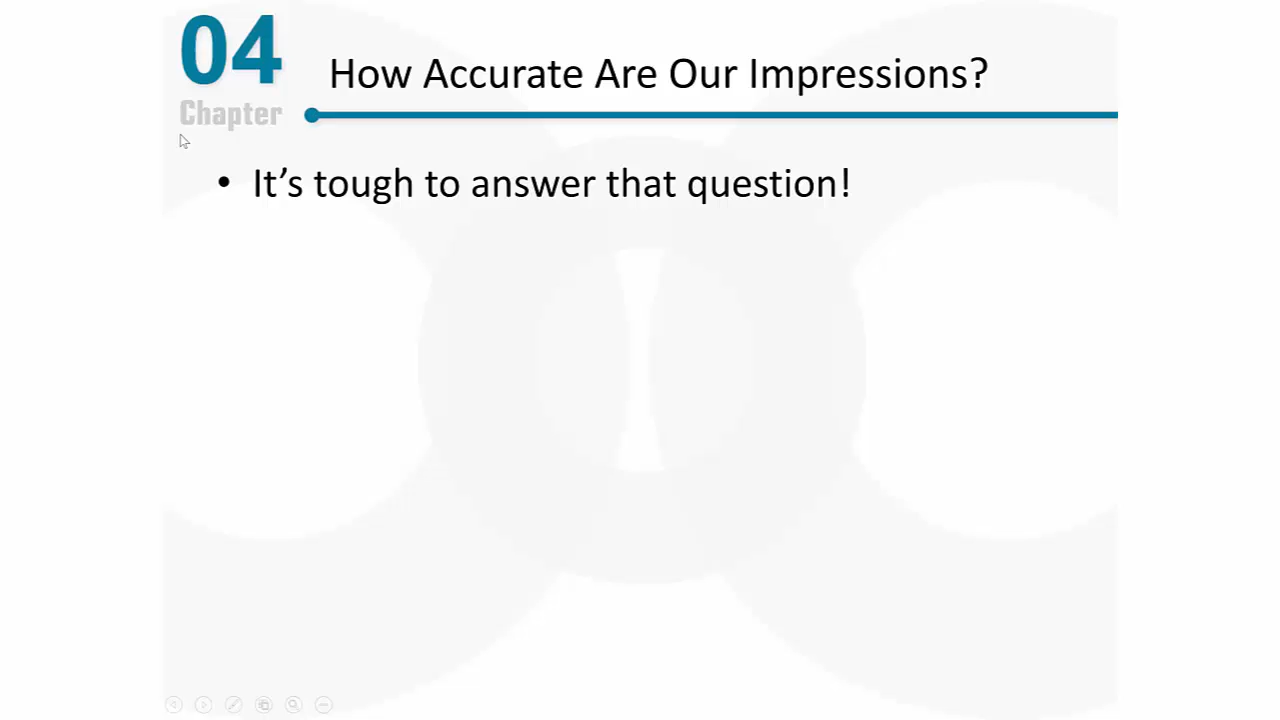 04
Chapter
How Accurate Are Our Impressions?
• It's tough to answer that question!